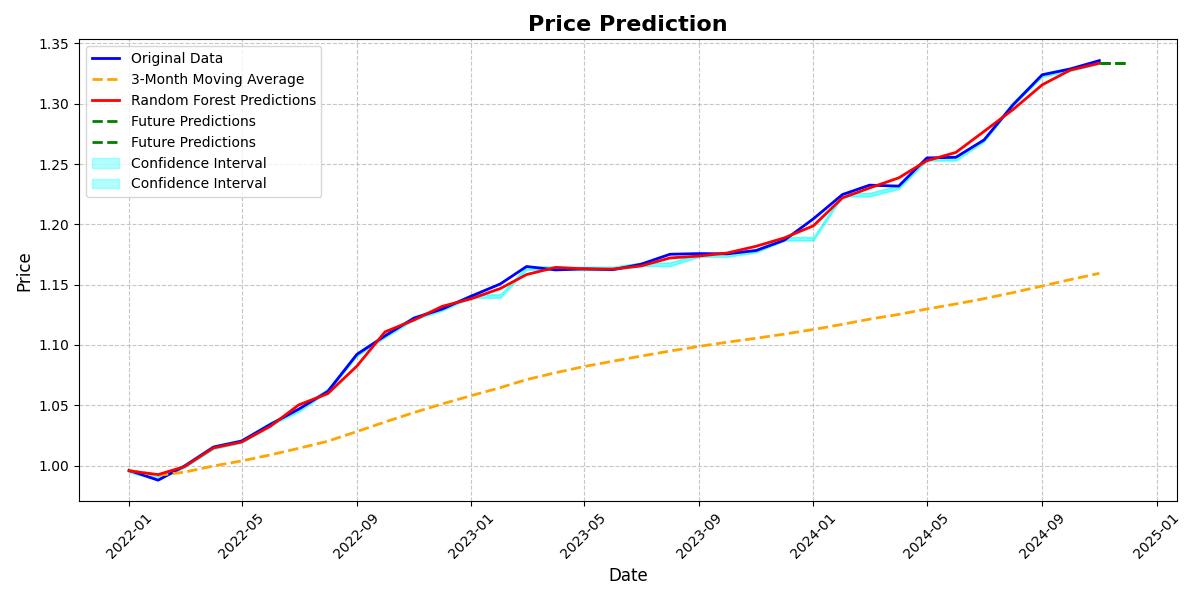 Price Prediction
1.35
1.30
1.25
1.20
1.15
1.10
1.05
1.00
Price
Original Data
3-Month Moving Average
Random Forest Predictions
Future Predictions
Future Predictions
Confidence Interval
Confidence Interval
2022-01
2022-05
2022-09
2023-01
2023-05
2023-09
2024-01
2024-05
2024-09
2025-01
Date